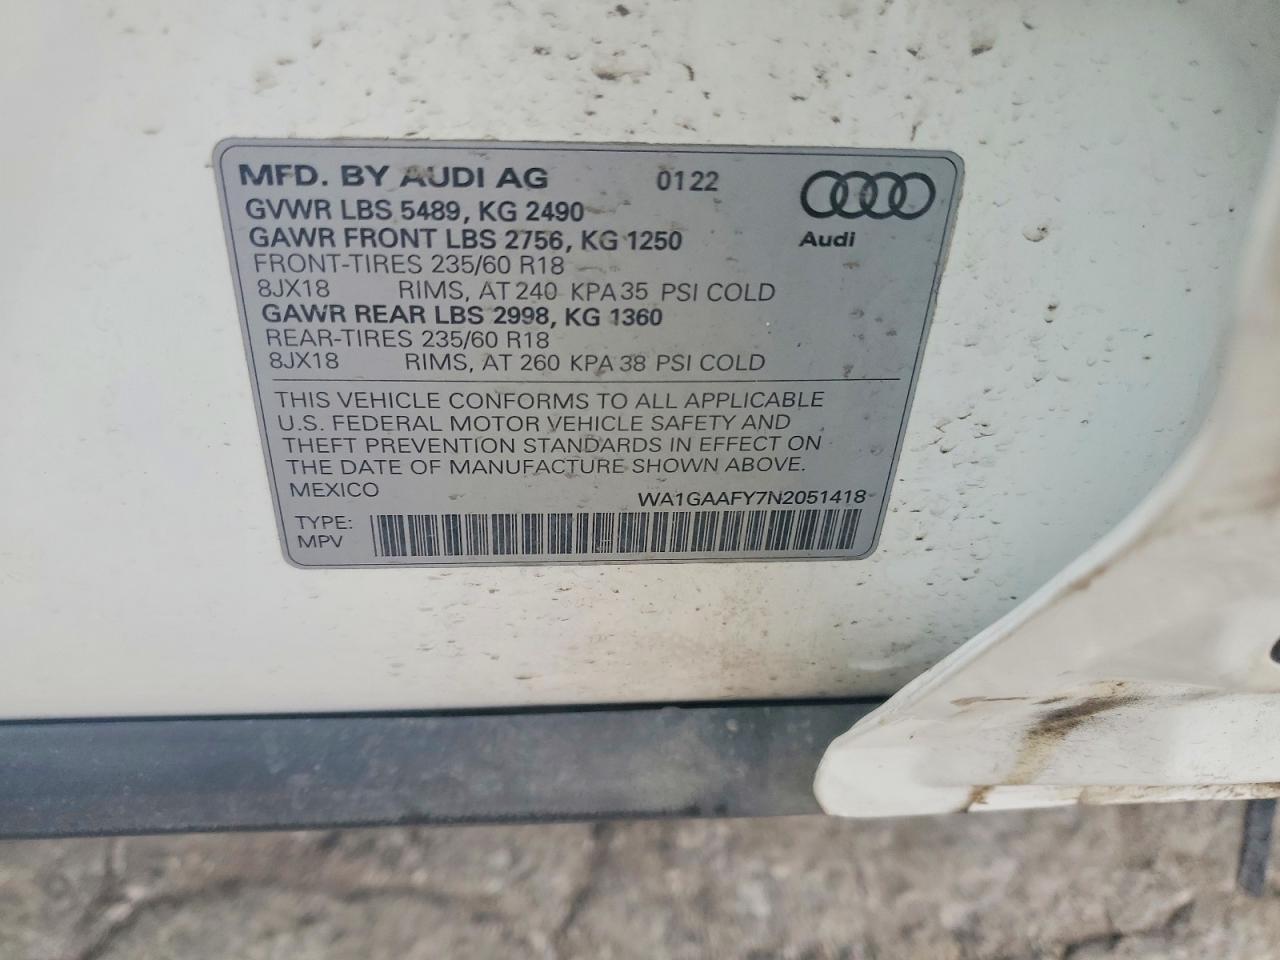 MFD. BY AUDI AG 0122
GVWR LBS 5489, KG 2490
GAWR FRONT LBS 2756, KG 1250
Audi
FRONT-TIRES 235/60 R18
8JX18 RIMS, AT 240 KPA 35 PSI COLD
GAWR REAR LBS 2998, KG 1360
REAR-TIRES 235/60 R18
8JX18 RIMS, AT 260 KPA 38 PSI COLD
THIS VEHICLE CONFORMS TO ALL APPLICABLE
U.S. FEDERAL MOTOR VEHICLE SAFETY AND
THEFT PREVENTION STANDARDS IN EFFECT ON
THE DATE OF MANUFACTURE SHOWN ABOVE.
MEXICO WA1GAAFY7N2051418
TYPE:
MPV